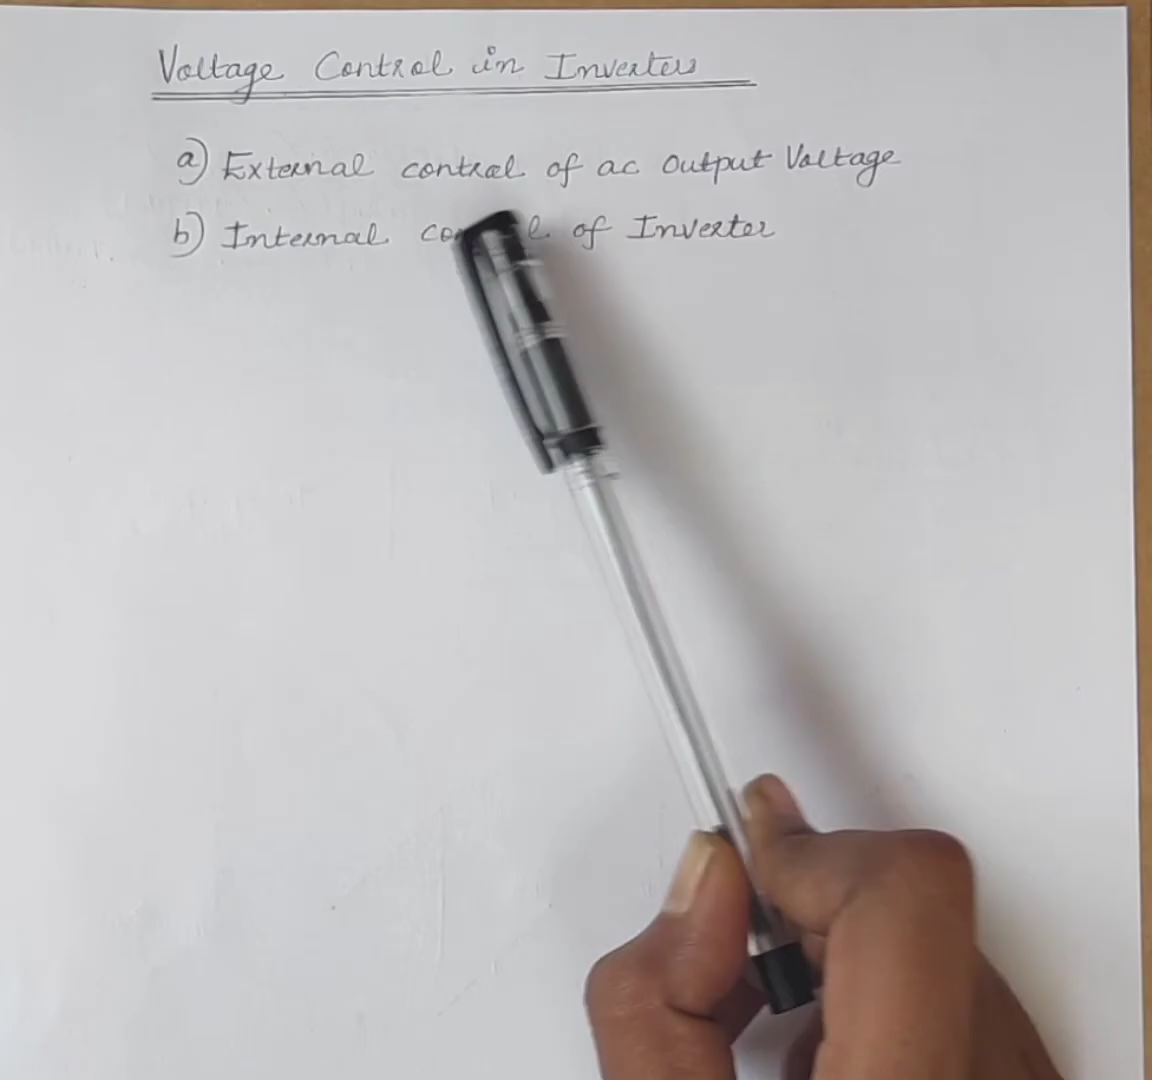 Voltage Control in Inverters
a) External control of ac output Voltage
b) Internal of Inverter